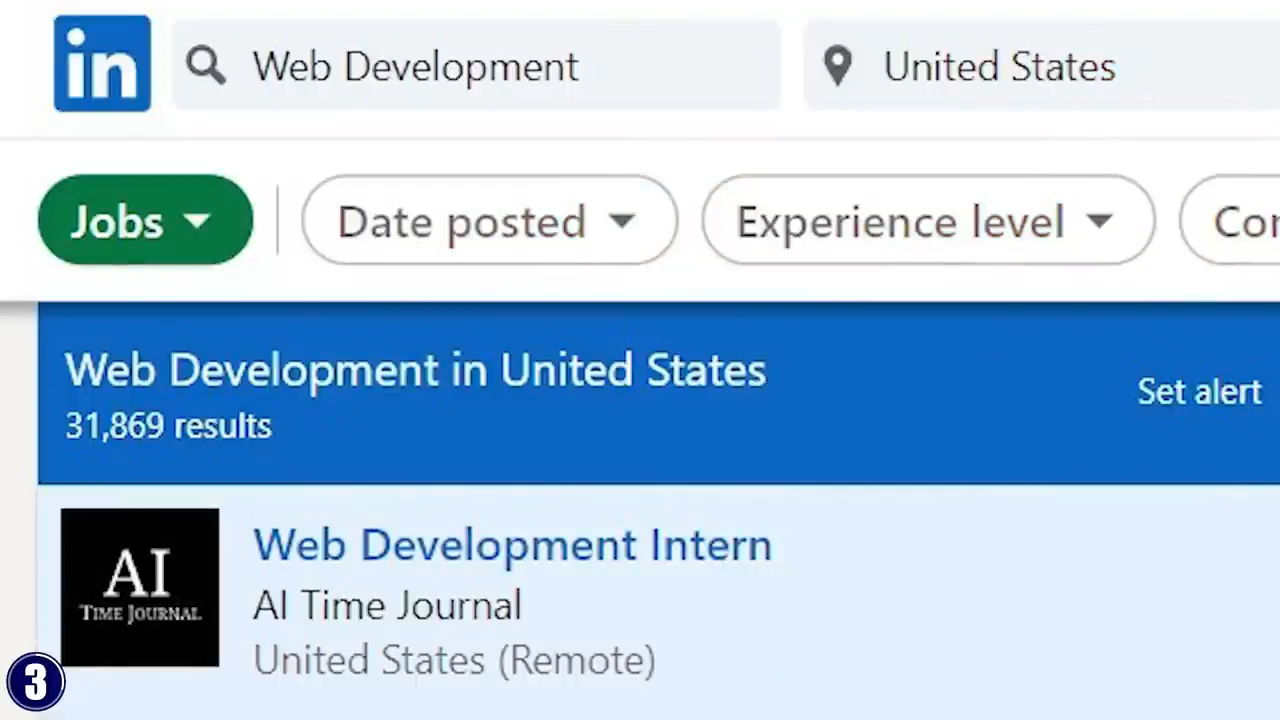 in Web Development United States
Jobs Date posted Experience level Cor
Web Development in United States
31,869 results
Set alert
AI
TIME JOURNAL
Web Development Intern
AI Time Journal
United States (Remote)
3